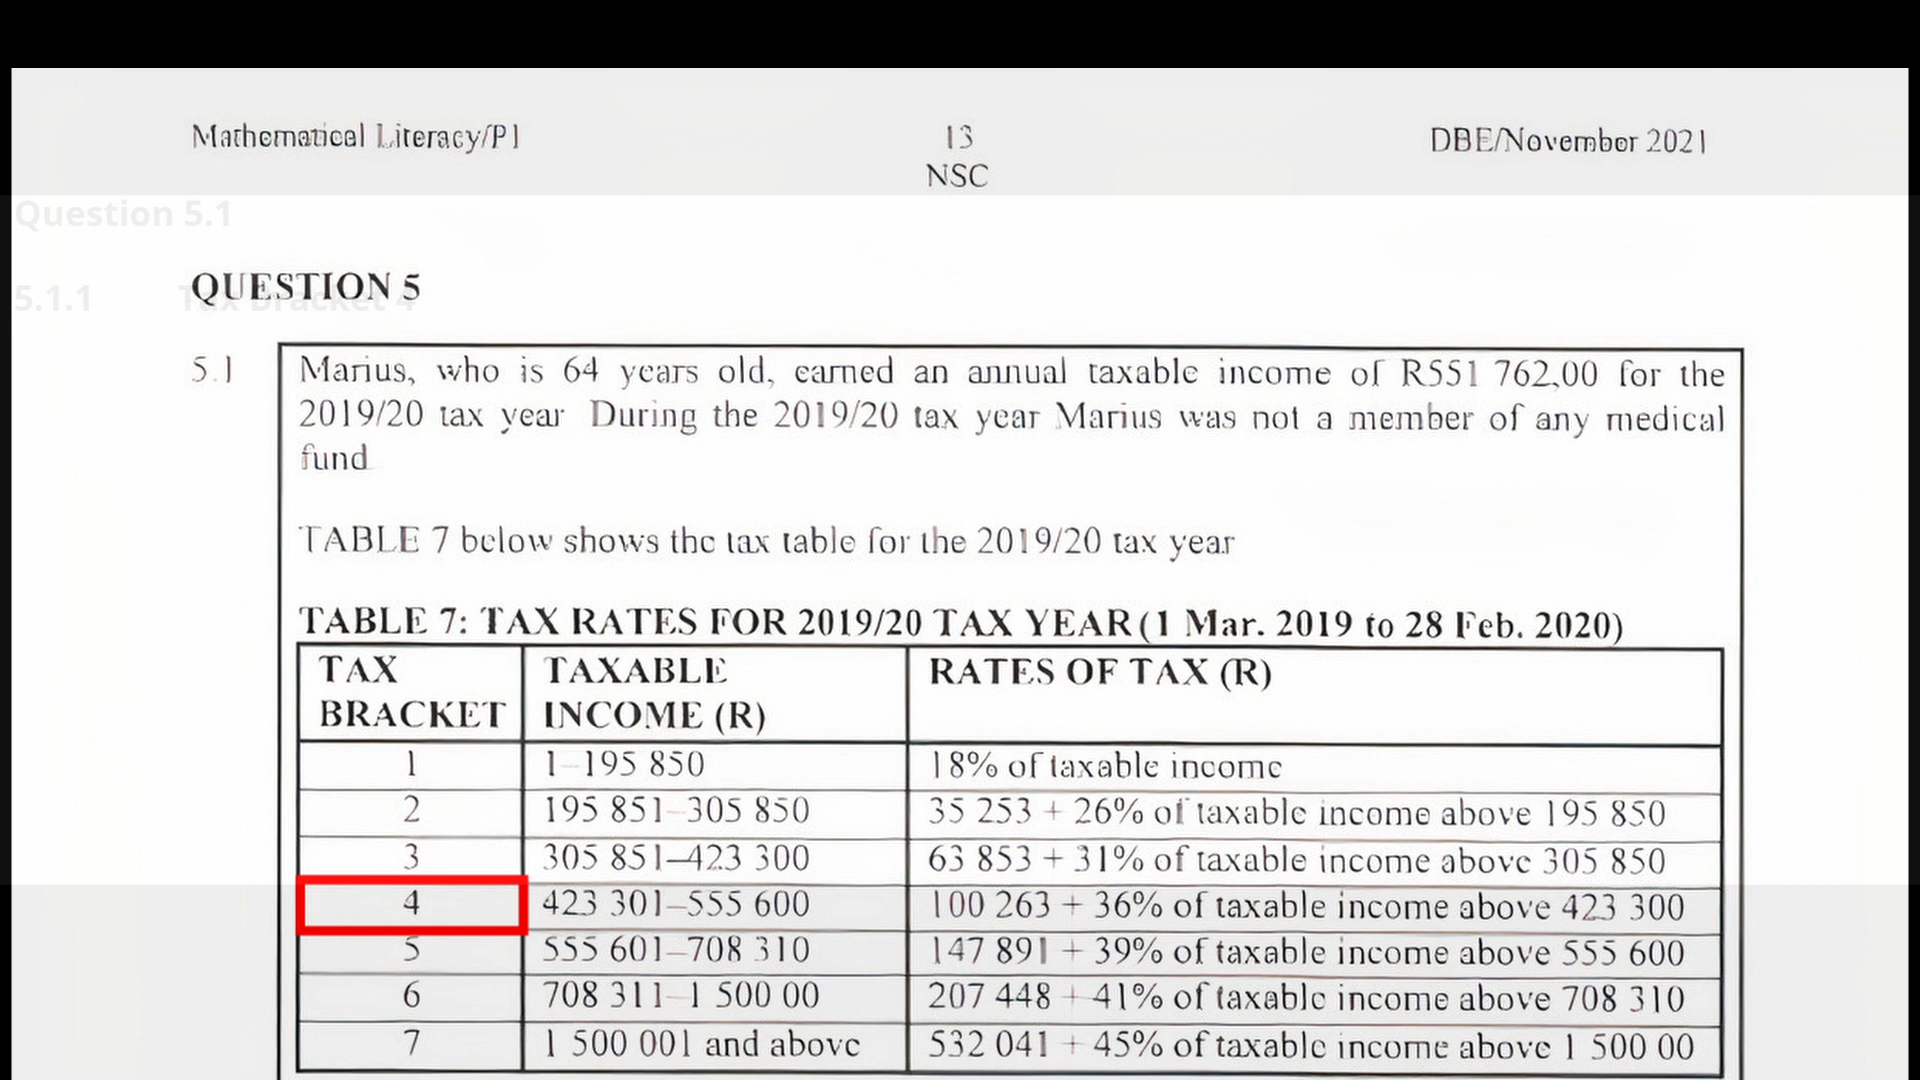 Mathematical Literacy/P1
13
DBE/November 2021
NSC
Question 5.1
QUESTION 5
5.1.1 Tax Bracket 4
5.1 Marius, who is 64 years old, earned an annual taxable income of R551 762,00 for the
2019/20 tax year During the 2019/20 tax year Marius was not a member of any medical
fund
TABLE 7 below shows the tax table for the 2019/20 tax year
TABLE 7: TAX RATES FOR 2019/20 TAX YEAR (1 Mar. 2019 to 28 Feb. 2020)
TAX BRACKET TAXABLE INCOME (R) RATES OF TAX (R)
1 1–195 850 18% of taxable income
2 195 851–305 850 35 253 + 26% of taxable income above 195 850
3 305 851–423 300 63 853 + 31% of taxable income above 305 850
4 423 301–555 600 100 263 + 36% of taxable income above 423 300
5 555 601–708 310 147 891 + 39% of taxable income above 555 600
6 708 311–1 500 00 207 448 + 41% of taxable income above 708 310
7 1 500 001 and above 532 041 + 45% of taxable income above 1 500 00